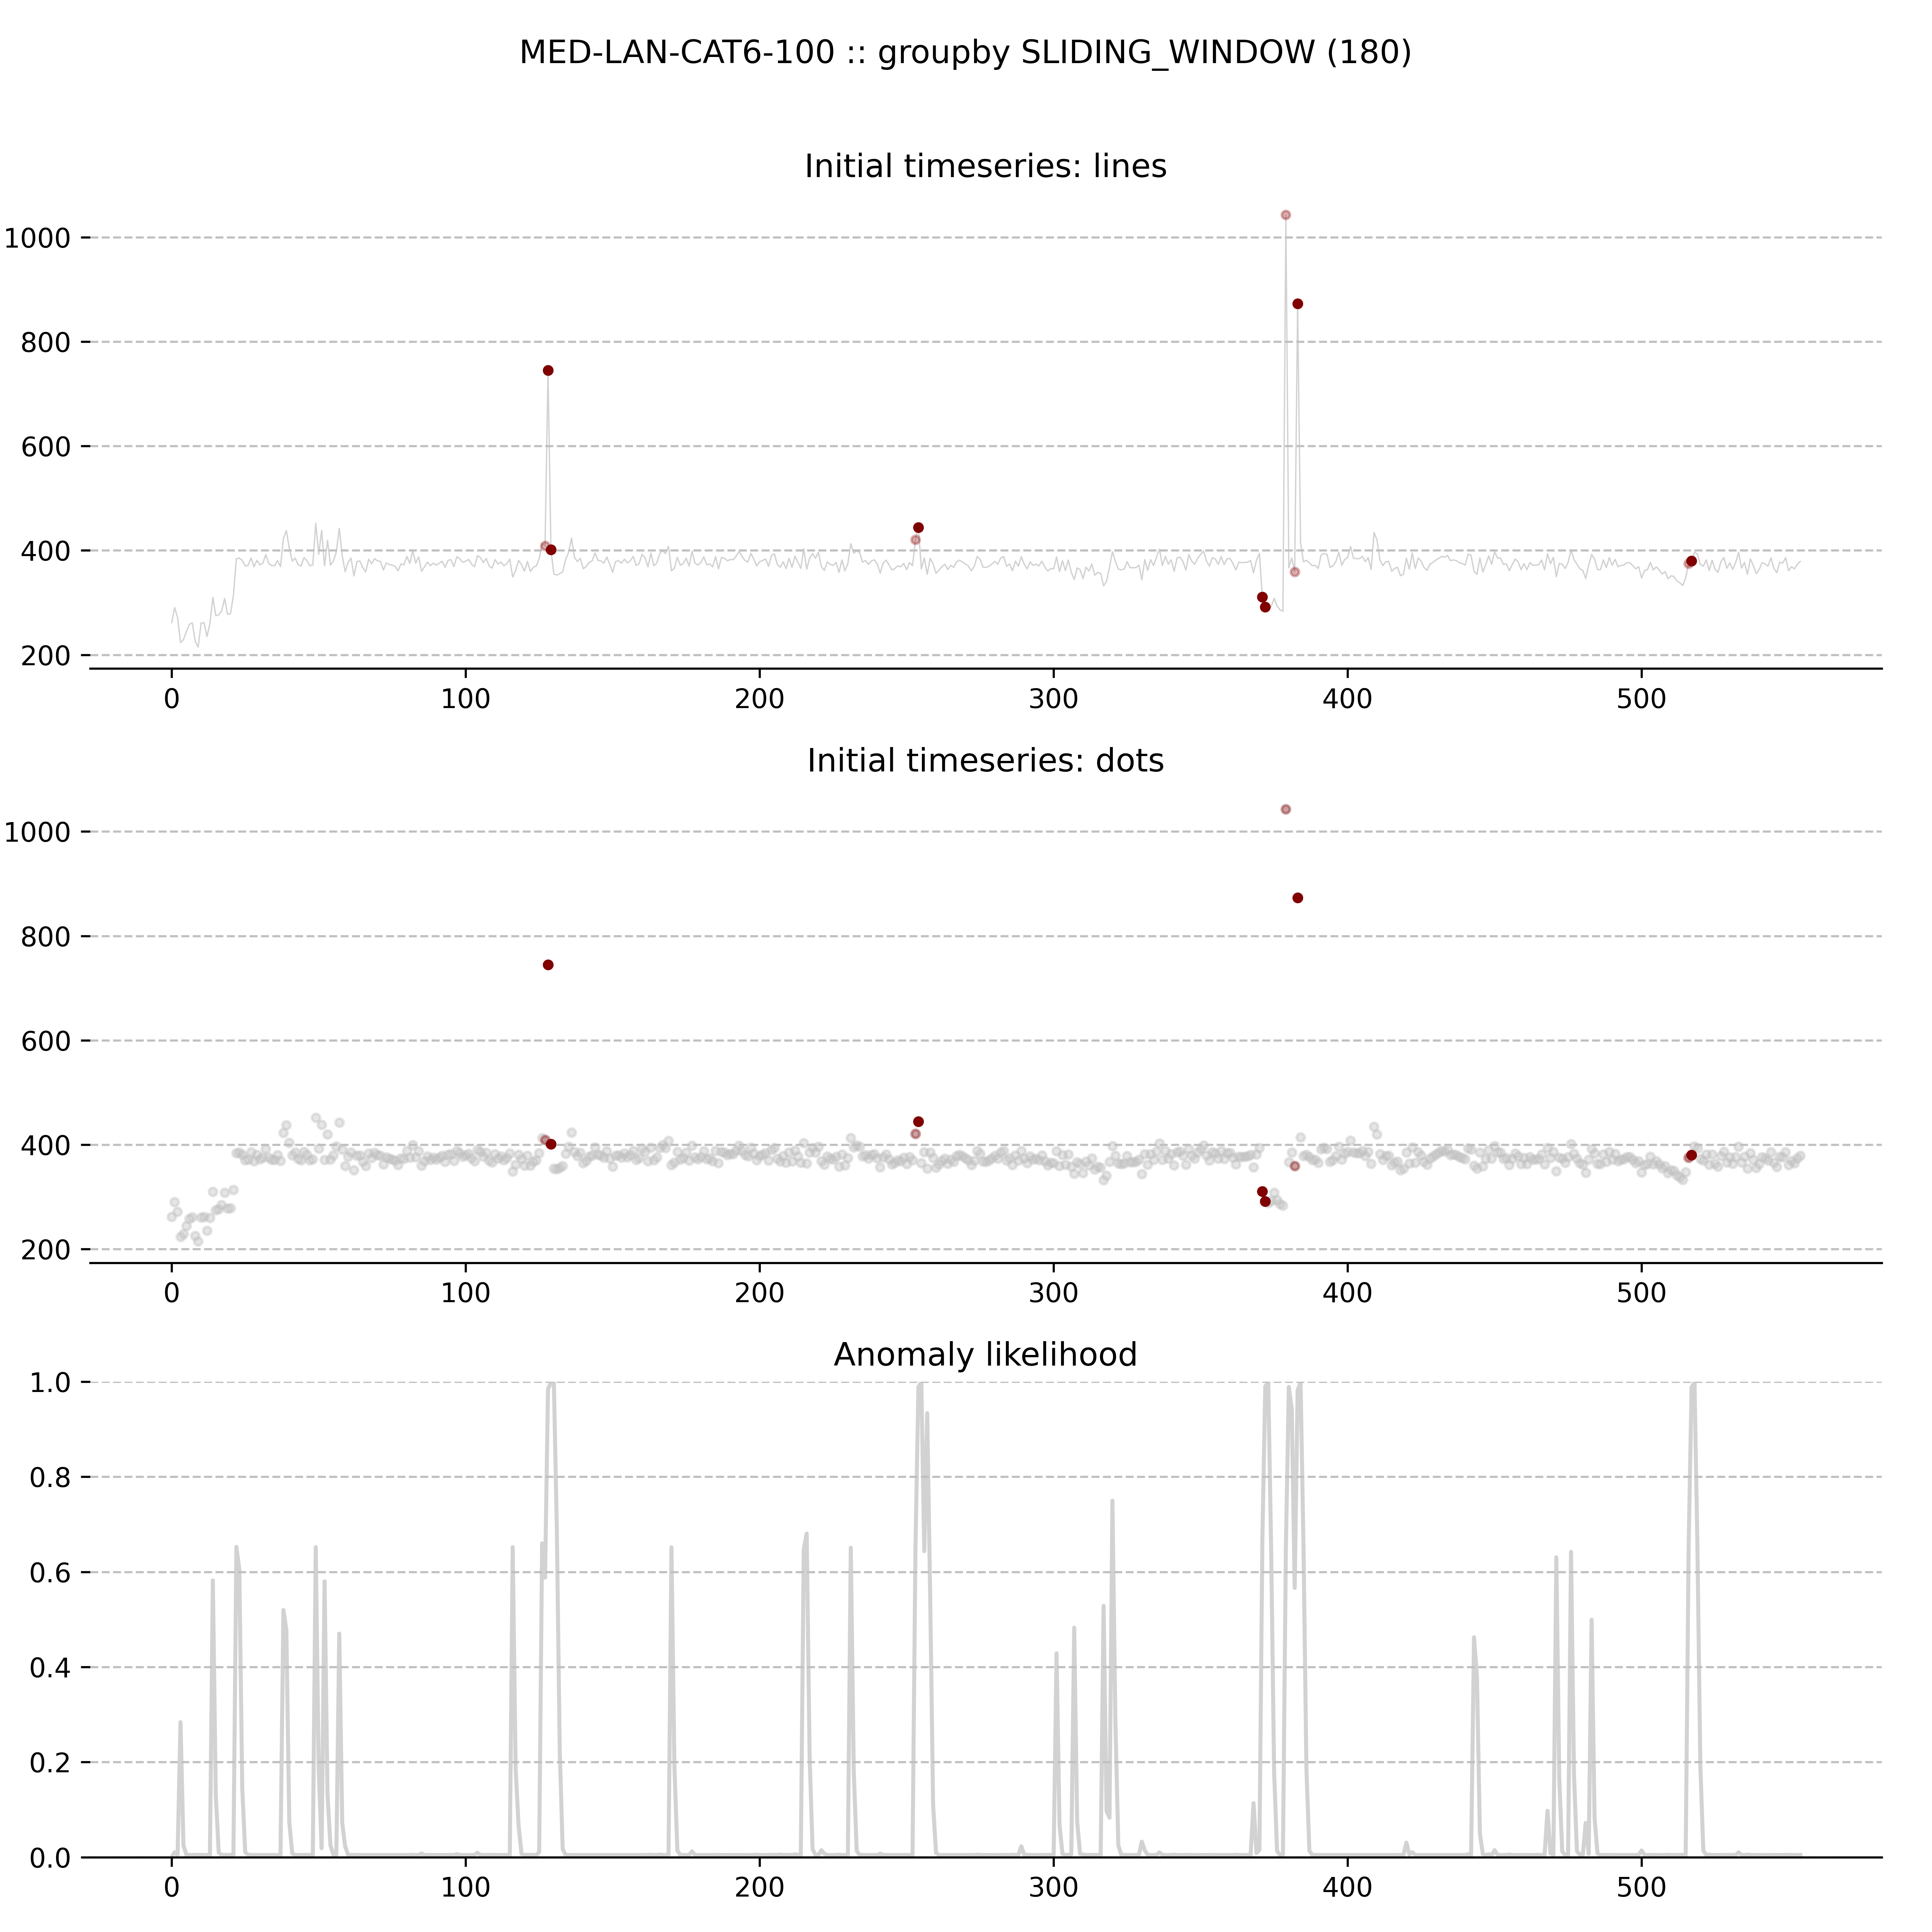 MED-LAN-CAT6-100 :: groupby SLIDING_WINDOW (180)
Initial timeseries: lines
1000
800
600
400
200
0 100 200 300 400 500
Initial timeseries: dots
1000
800
600
400
200
0 100 200 300 400 500
Anomaly likelihood
1.0
0.8
0.6
0.4
0.2
0.0
0 100 200 300 400 500